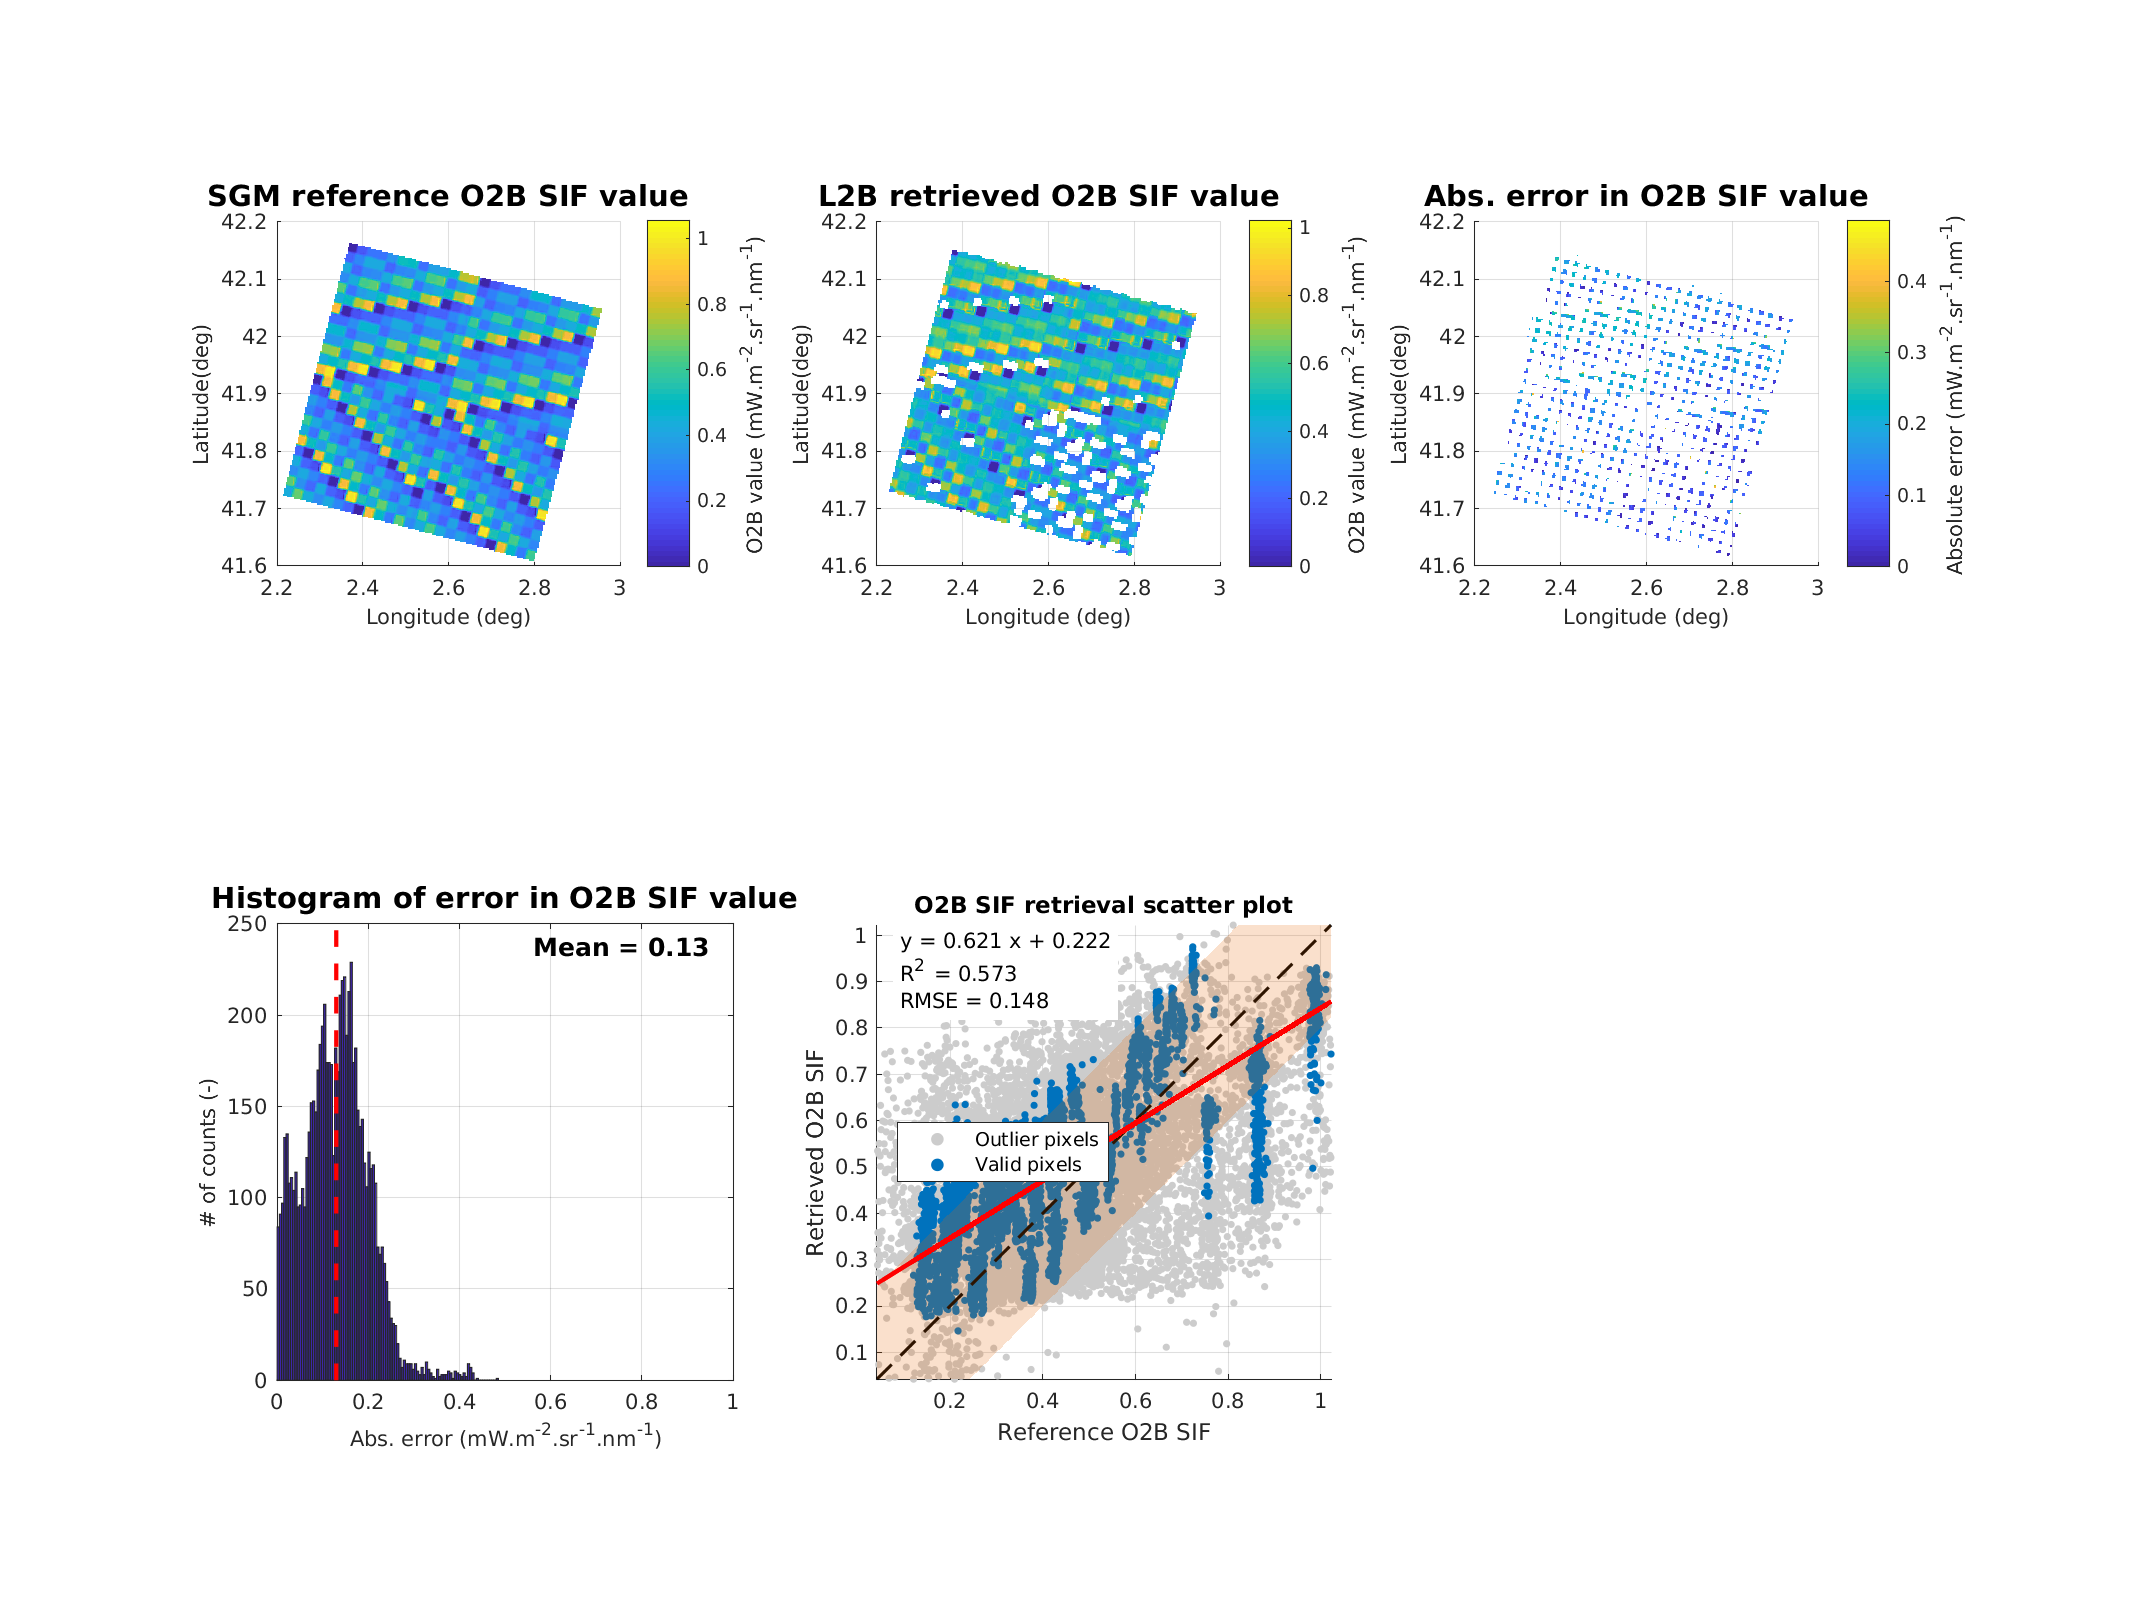 SGM reference O2B SIF value
42.2
42.1
42
41.9
41.8
41.7
41.6
2.2 2.4 2.6 2.8 3
Latitude(deg)
Longitude (deg)
1
0.8
0.6
0.4
0.2
0
O2B value (mW.m-2.sr-1.nm-1)
L2B retrieved O2B SIF value
42.2
42.1
42
41.9
41.8
41.7
41.6
2.2 2.4 2.6 2.8 3
Latitude(deg)
Longitude (deg)
1
0.8
0.6
0.4
0.2
0
O2B value (mW.m-2.sr-1.nm-1)
Abs. error in O2B SIF value
42.2
42.1
42
41.9
41.8
41.7
41.6
2.2 2.4 2.6 2.8 3
Latitude(deg)
Longitude (deg)
0.4
0.3
0.2
0.1
0
Absolute error (mW.m-2.sr-1.nm-1)
Histogram of error in O2B SIF value
Mean = 0.13
250
200
150
100
50
0
0 0.2 0.4 0.6 0.8 1
# of counts (-)
Abs. error (mW.m-2.sr-1.nm-1)
O2B SIF retrieval scatter plot
y = 0.621 x + 0.222
R2 = 0.573
RMSE = 0.148
Outlier pixels
Valid pixels
1
0.9
0.8
0.7
0.6
0.5
0.4
0.3
0.2
0.1
0.2 0.4 0.6 0.8 1
Retrieved O2B SIF
Reference O2B SIF